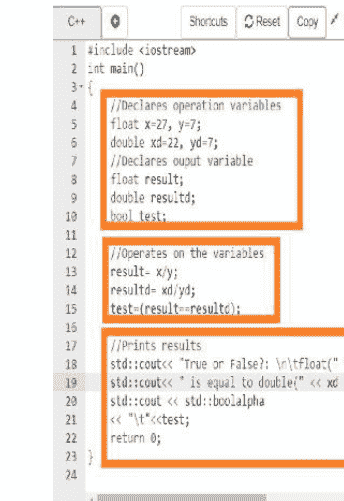 C++ Shortcuts Reset Copy
1 #include <iostream>
2 int main()
3 {
4 //Declares operation variables
5 float x=27, y=7;
6 double xd=22, yd=7;
7 //Declares ouput variable
8 float result;
9 double resultd;
10 bool test;
11
12 //Operates on the variables
13 result= x/y;
14 resultd= xd/yd;
15 test=(result==resultd);
16
17 //Prints results
18 std::cout<< "True or False?: \n\tfloat("
19 std::cout<< " is equal to double(" << xd
20 std::cout << std::boolalpha
21 << "\t"<<test;
22 return 0;
23 }
24